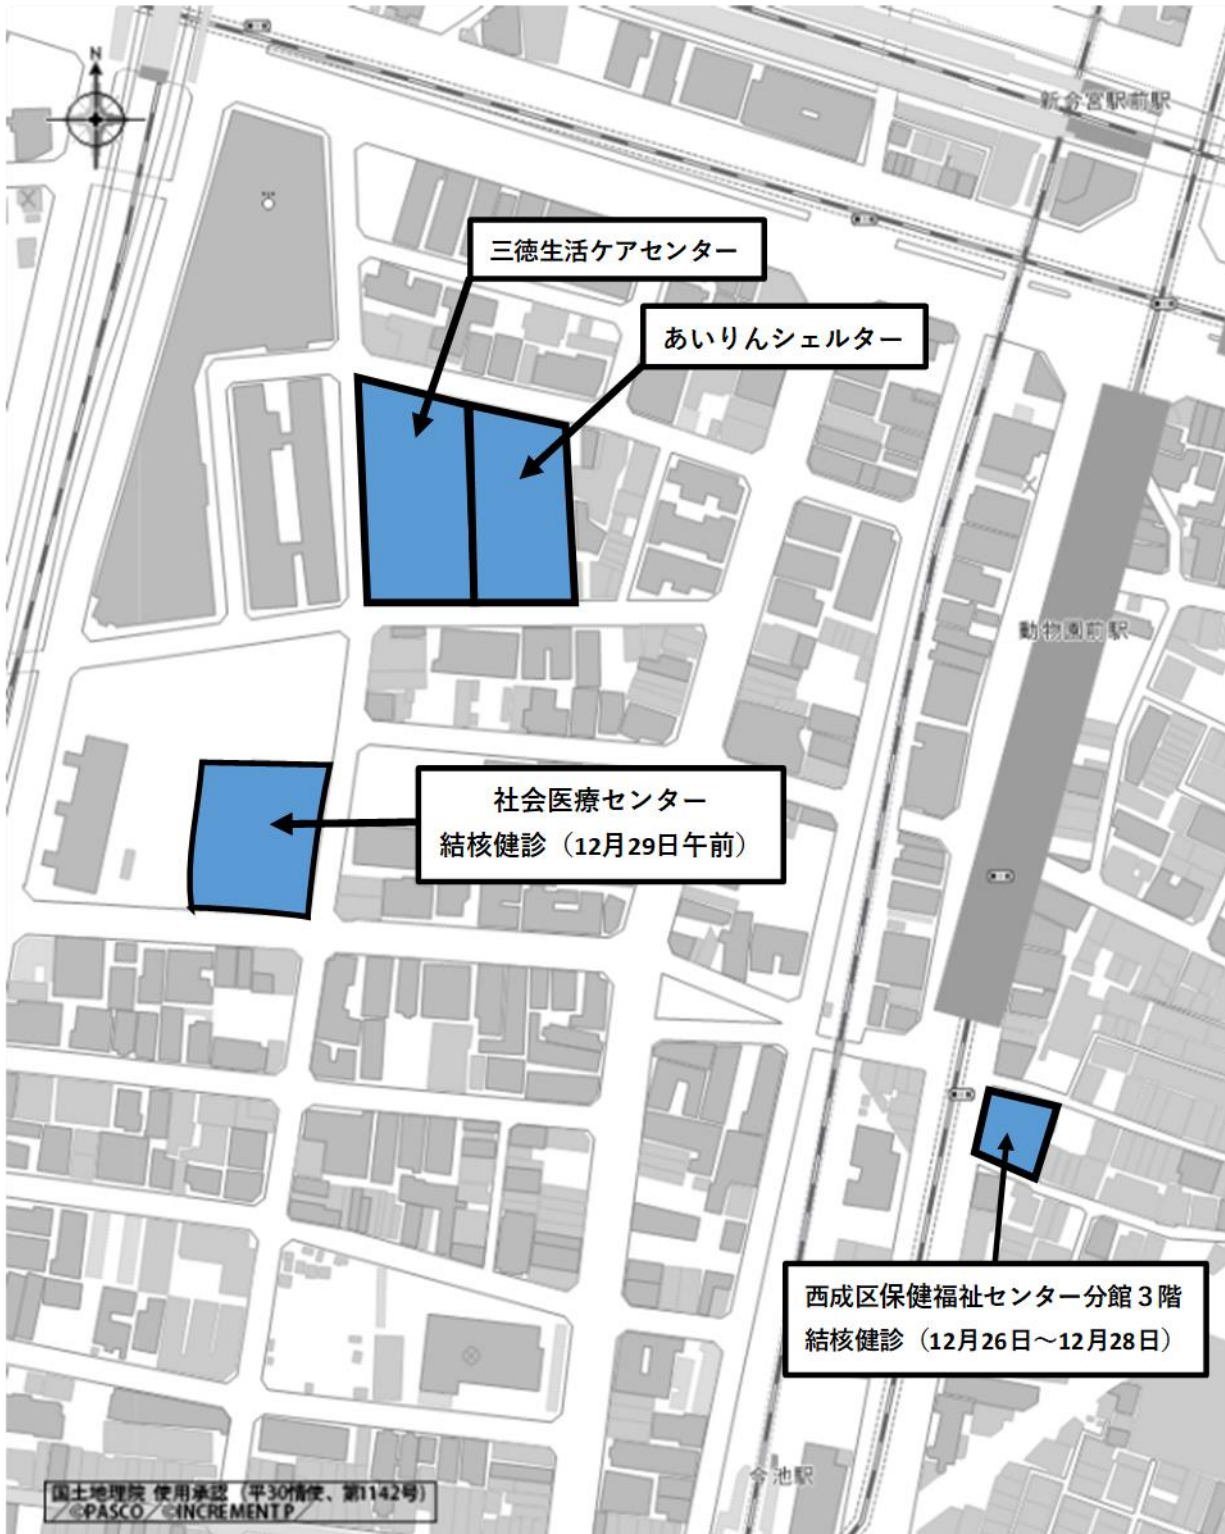 N
新今宮駅前駅
三徳生活ケアセンター
あいりんシェルター
動物園前駅
社会医療センター
結核健診（12月29日午前）
西成区保健福祉センター分館３階
結核健診（12月26日～12月28日）
今池駅
国土地理院 使用承認（平30情使、第1142号）
©PASCO／©INCREMENT P